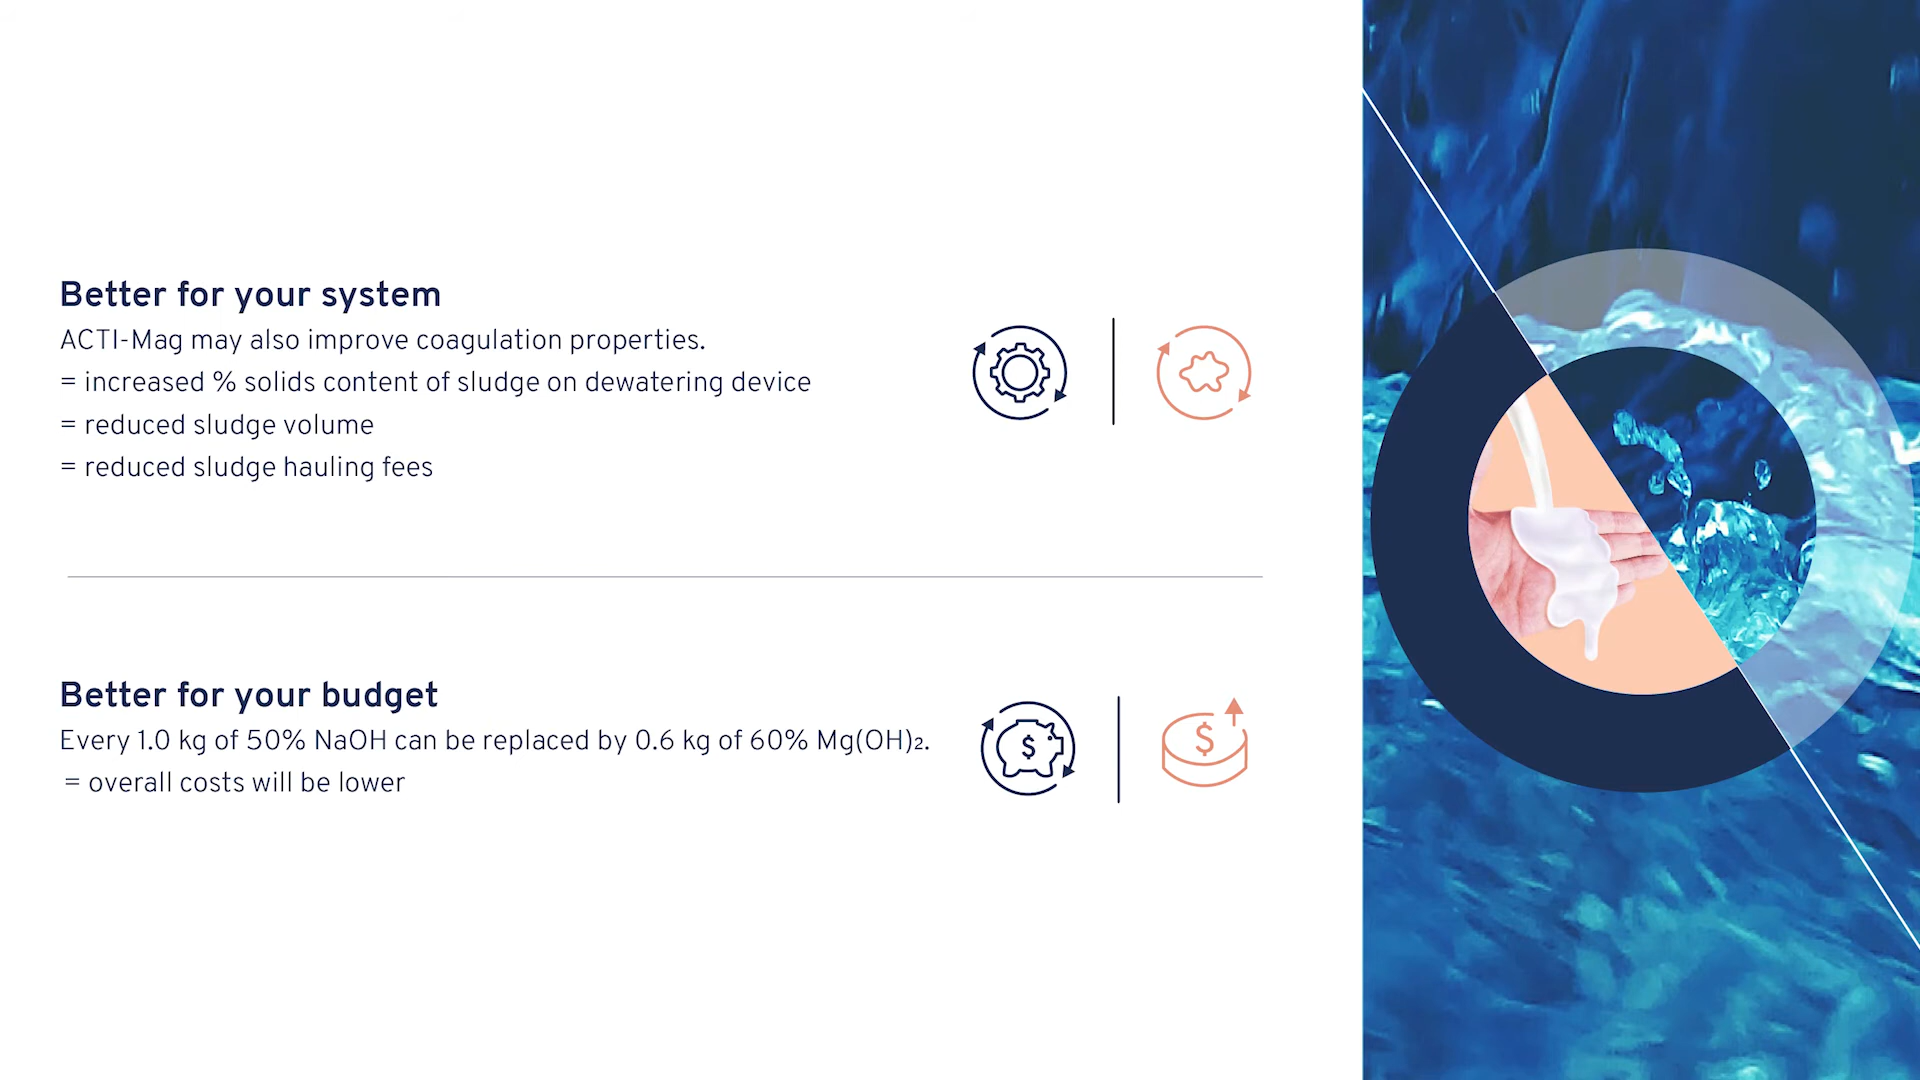 Better for your system
ACTI-Mag may also improve coagulation properties.
= increased % solids content of sludge on dewatering device
= reduced sludge volume
= reduced sludge hauling fees
Better for your budget
Every 1.0 kg of 50% NaOH can be replaced by 0.6 kg of 60% Mg(OH)₂.
= overall costs will be lower
$
$